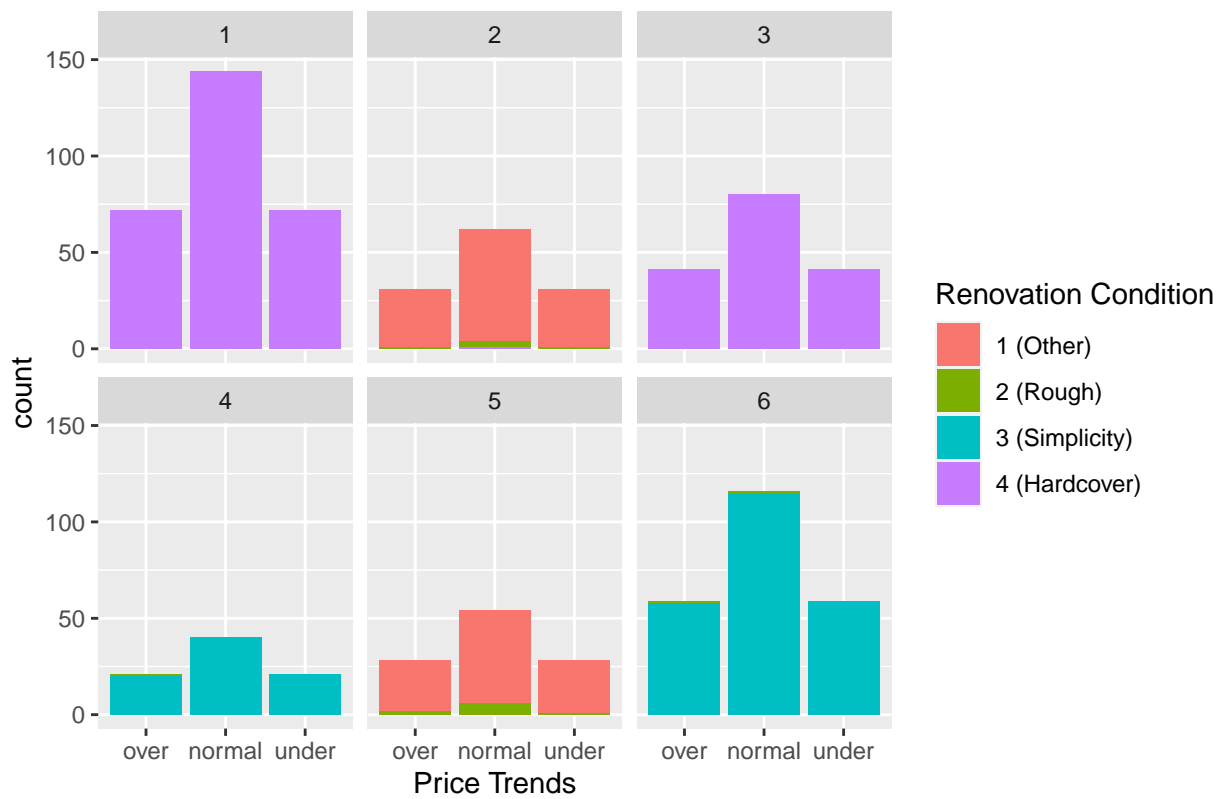 1 2 3
150
100
50
0
count
4 5 6
150
100
50
0
over normal under over normal under over normal under
Price Trends
Renovation Condition
1 (Other)
2 (Rough)
3 (Simplicity)
4 (Hardcover)